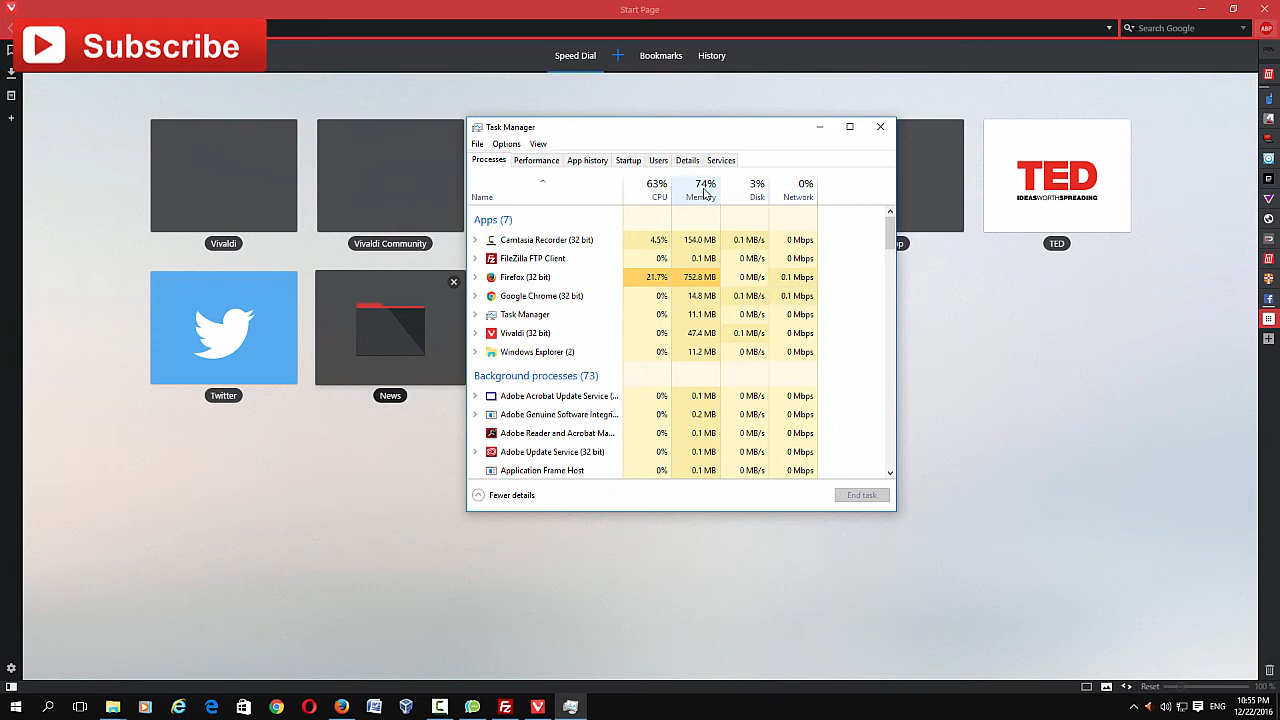 Start Page
Subscribe
Search Google
ABP
Speed Dial
Bookmarks
History
Task Manager
File Options View
Processes Performance App history Startup Users Details Services
63% 74% 3% 0%
Name CPU Memory Disk Network
Apps (7)
Camtasia Recorder (32 bit) 4.5% 154.0 MB 0.1 MB/s 0 Mbps
FileZilla FTP Client 0% 0.1 MB 0 MB/s 0 Mbps
Firefox (32 bit) 21.7% 752.8 MB 0 MB/s 0.1 Mbps
Google Chrome (32 bit) 0% 14.8 MB 0.1 MB/s 0.1 Mbps
Task Manager 0% 11.1 MB 0 MB/s 0 Mbps
Vivaldi (32 bit) 0% 47.4 MB 0.1 MB/s 0 Mbps
Windows Explorer (2) 0% 11.2 MB 0 MB/s 0 Mbps
Background processes (73)
Adobe Acrobat Update Service (... 0% 0.1 MB 0 MB/s 0 Mbps
Adobe Genuine Software Integri... 0% 0.2 MB 0 MB/s 0 Mbps
Adobe Reader and Acrobat Ma... 0% 0.1 MB 0 MB/s 0 Mbps
Adobe Update Service (32 bit) 0% 0.1 MB 0 MB/s 0 Mbps
Application Frame Host 0% 0.1 MB 0 MB/s 0 Mbps
Fewer details
End task
TED
IDEAS WORTH SPREADING
Vivaldi
Vivaldi Community
op
TED
Twitter
News
Reset
100 %
ENG
10:55 PM
12/22/2016